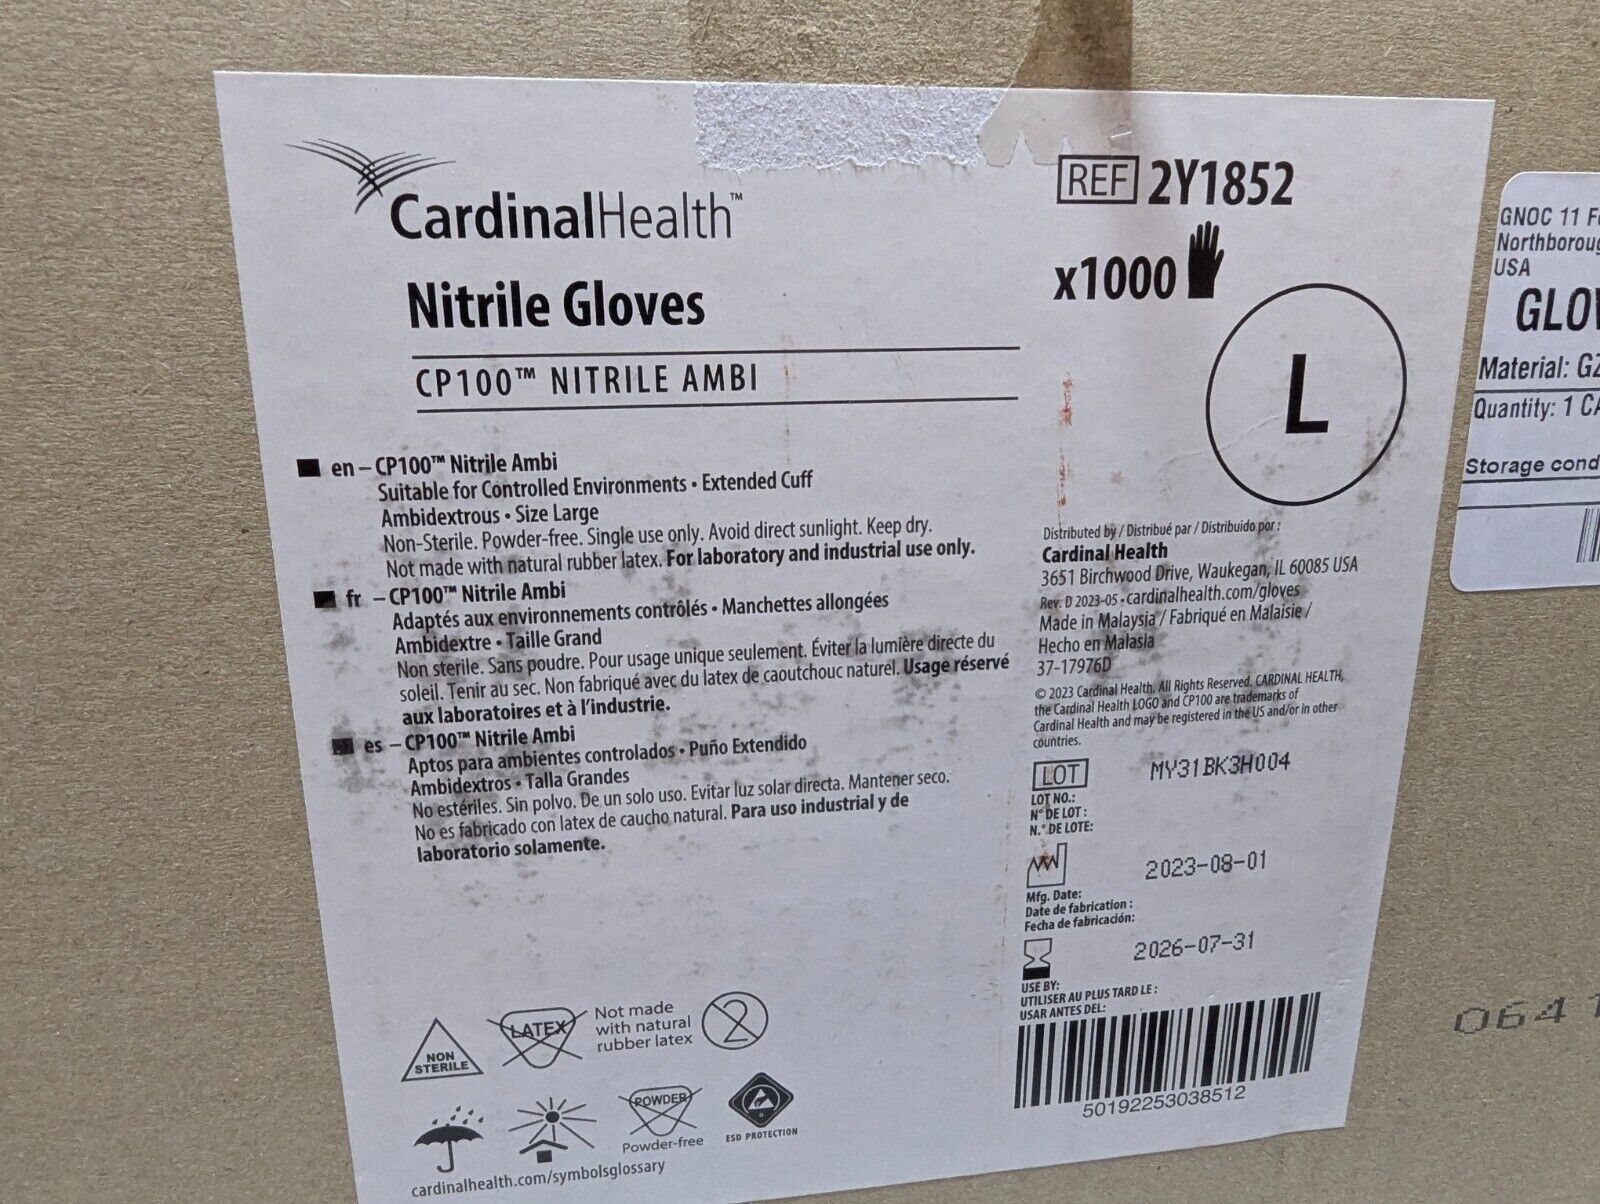 CardinalHealth™
Nitrile Gloves
CP100™ NITRILE AMBI
en – CP100™ Nitrile Ambi
Suitable for Controlled Environments • Extended Cuff
Ambidextrous • Size Large
Non-Sterile. Powder-free. Single use only. Avoid direct sunlight. Keep dry.
Not made with natural rubber latex. For laboratory and industrial use only.
fr – CP100™ Nitrile Ambi
Adaptés aux environnements contrôlés • Manchettes allongées
Ambidextre • Taille Grand
Non sterile. Sans poudre. Pour usage unique seulement. Éviter la lumière directe du
soleil. Tenir au sec. Non fabriqué avec du latex de caoutchouc naturel. Usage réservé
aux laboratoires et à l'industrie.
es – CP100™ Nitrile Ambi
Aptos para ambientes controlados • Puño Extendido
Ambidextros • Talla Grandes
No estériles. Sin polvo. De un solo uso. Evitar luz solar directa. Mantener seco.
No es fabricado con latex de caucho natural. Para uso industrial y de
laboratorio solamente.
NON
STERILE
LATEX
Not made
with natural
rubber latex
2
POWDER
Powder-free
ESD PROTECTION
cardinalhealth.com/symbolsglossary
REF 2Y1852
x1000
L
Distributed by / Distribué par / Distribuido por :
Cardinal Health
3651 Birchwood Drive, Waukegan, IL 60085 USA
Rev. D 2023-05 • cardinalhealth.com/gloves
Made in Malaysia / Fabriqué en Malaisie /
Hecho en Malasia
37-17976D
© 2023 Cardinal Health. All Rights Reserved. CARDINAL HEALTH,
the Cardinal Health LOGO and CP100 are trademarks of
Cardinal Health and may be registered in the US and/or in other
countries.
LOT MY31BK3H004
LOT NO.:
N° DE LOT :
N.° DE LOTE:
2023-08-01
Mfg. Date:
Date de fabrication :
Fecha de fabricación:
2026-07-31
USE BY:
UTILISER AU PLUS TARD LE :
USAR ANTES DEL:
50192253038512
GNOC 11
USA
Material:
Quantity: 1
Storage
064